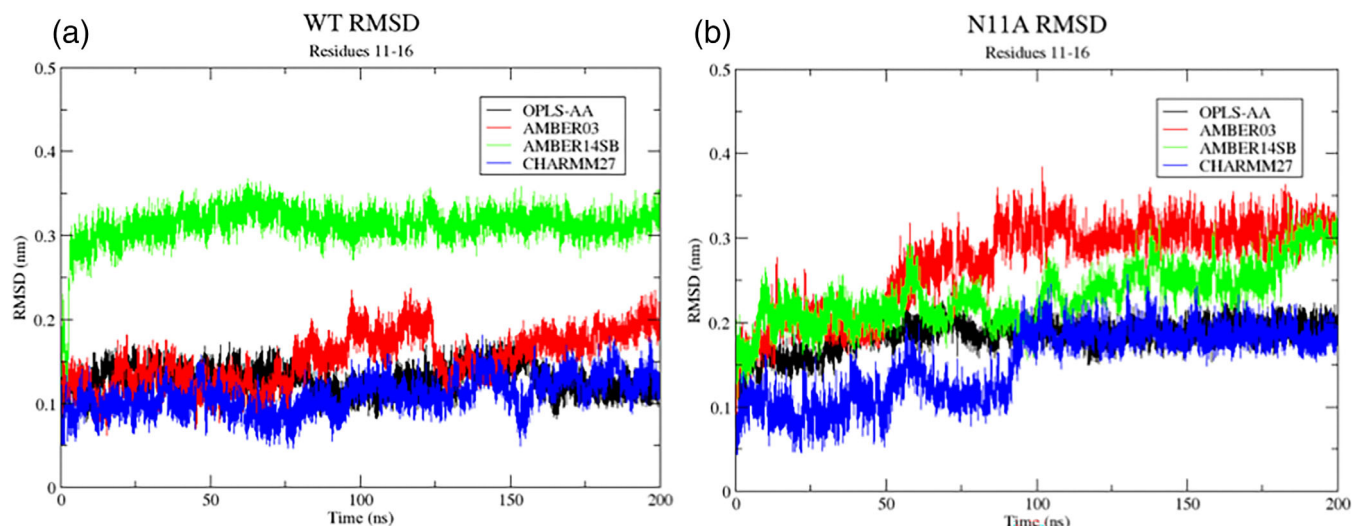 (a)
WT RMSD
Residues 11-16
0.5
0.4
0.3
0.2
0.1
0
RMSD (nm)
OPLS-AA
AMBER03
AMBER14SB
CHARMM27
0
50
100
150
200
Time (ns)
(b)
N11A RMSD
Residues 11-16
0.5
0.4
0.3
0.2
0.1
0
RMSD (nm)
OPLS-AA
AMBER03
AMBER14SB
CHARMM27
0
50
100
150
200
Time (ns)